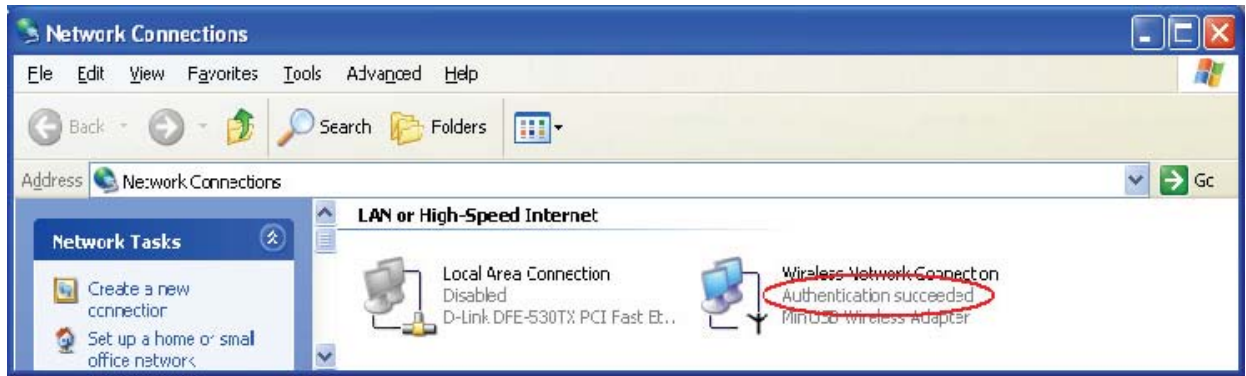 Network Connections
File Edit View Favorites Tools Advanced Help
Back Search Folders
Address Network Connections Go
Network Tasks
Create a new
connection
Set up a home or small
office network
LAN or High-Speed Internet
Local Area Connection
Disabled
D-Link DFE-530TX PCI Fast Et...
Wireless Network Connection
Authentication succeeded
Wireless Adapter